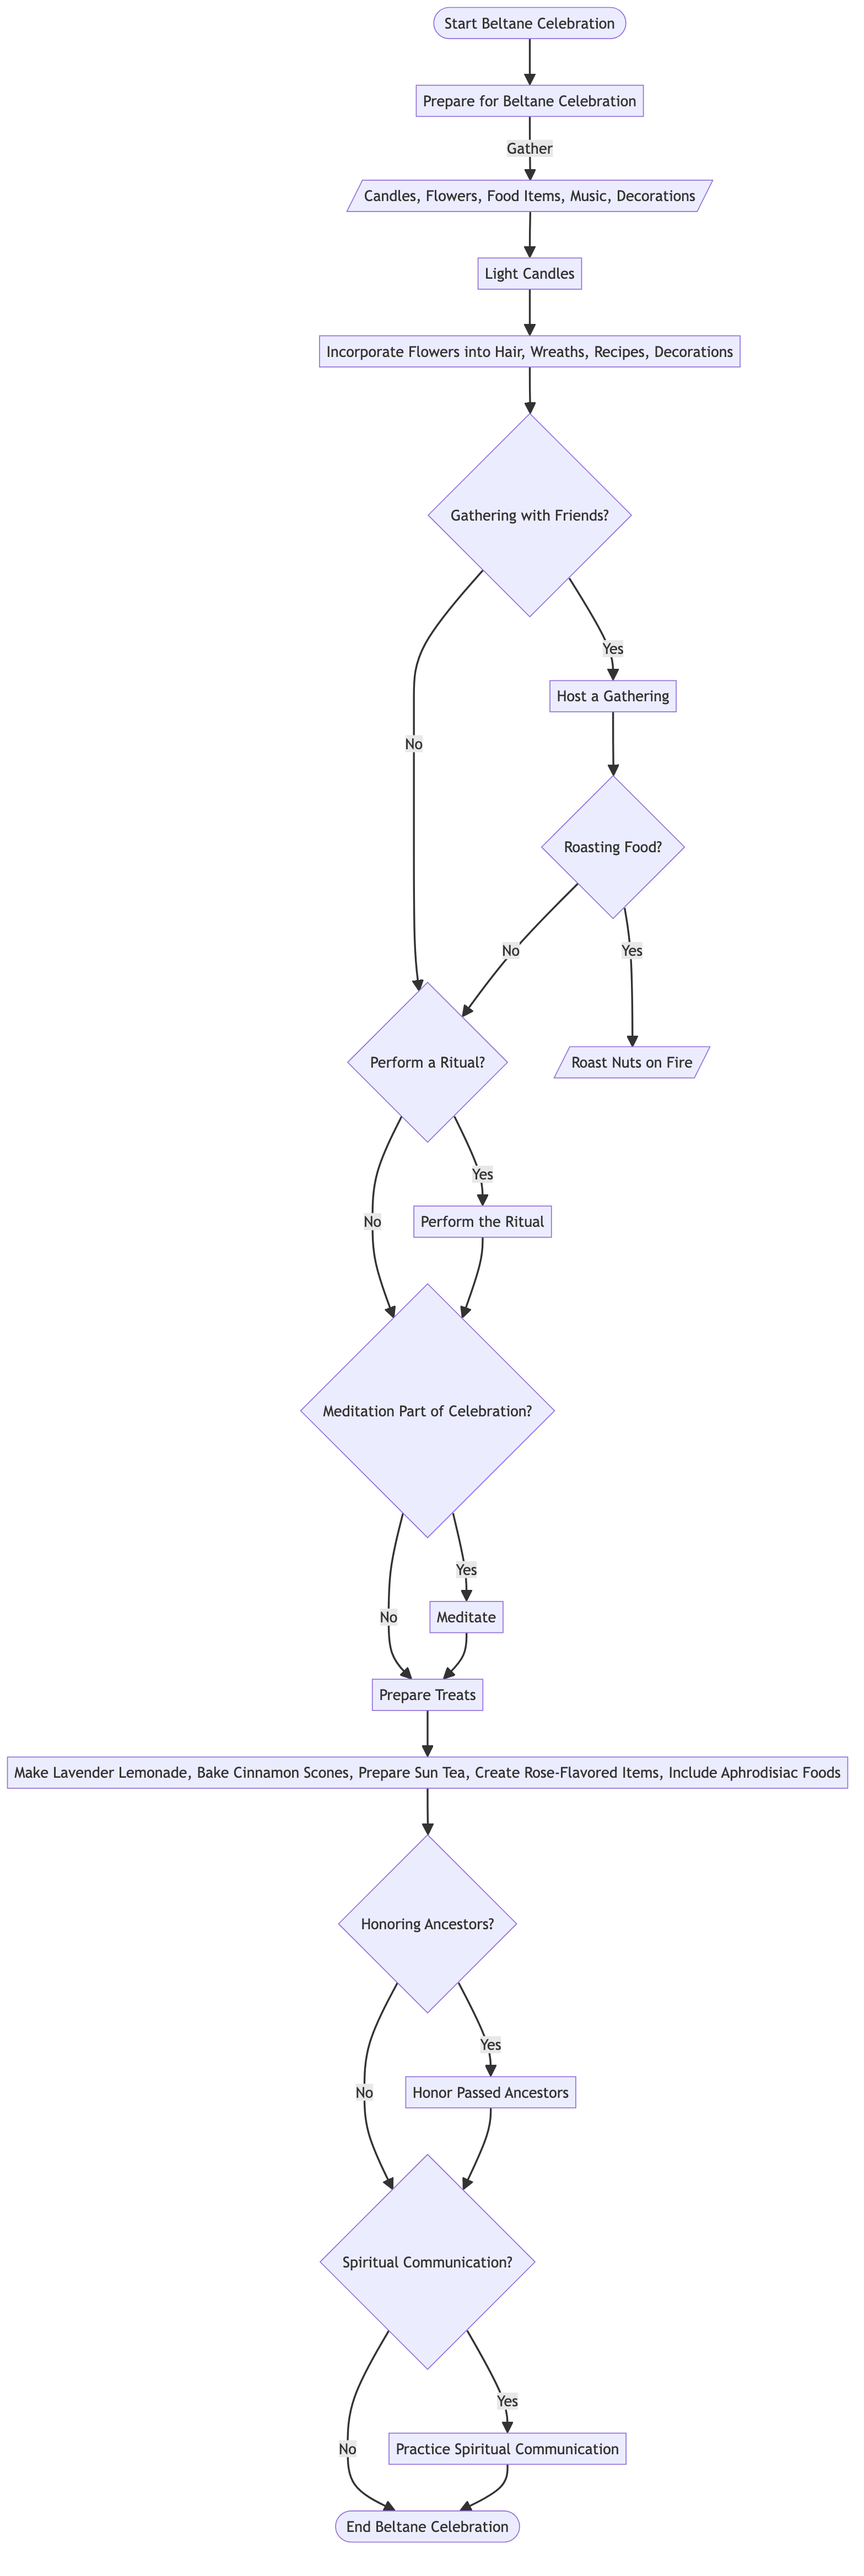 Start Beltane Celebration
Prepare for Beltane Celebration
Gather
Candles, Flowers, Food Items, Music, Decorations
Light Candles
Incorporate Flowers into Hair, Wreaths, Recipes, Decorations
Gathering with Friends?
Yes
Host a Gathering
No
Roasting Food?
No
Yes
Perform a Ritual?
Roast Nuts on Fire
Yes
No
Perform the Ritual
Meditation Part of Celebration?
Yes
No
Meditate
Prepare Treats
Make Lavender Lemonade, Bake Cinnamon Scones, Prepare Sun Tea, Create Rose-Flavored Items, Include Aphrodisiac Foods
Honoring Ancestors?
Yes
No
Honor Passed Ancestors
Spiritual Communication?
Yes
No
Practice Spiritual Communication
End Beltane Celebration